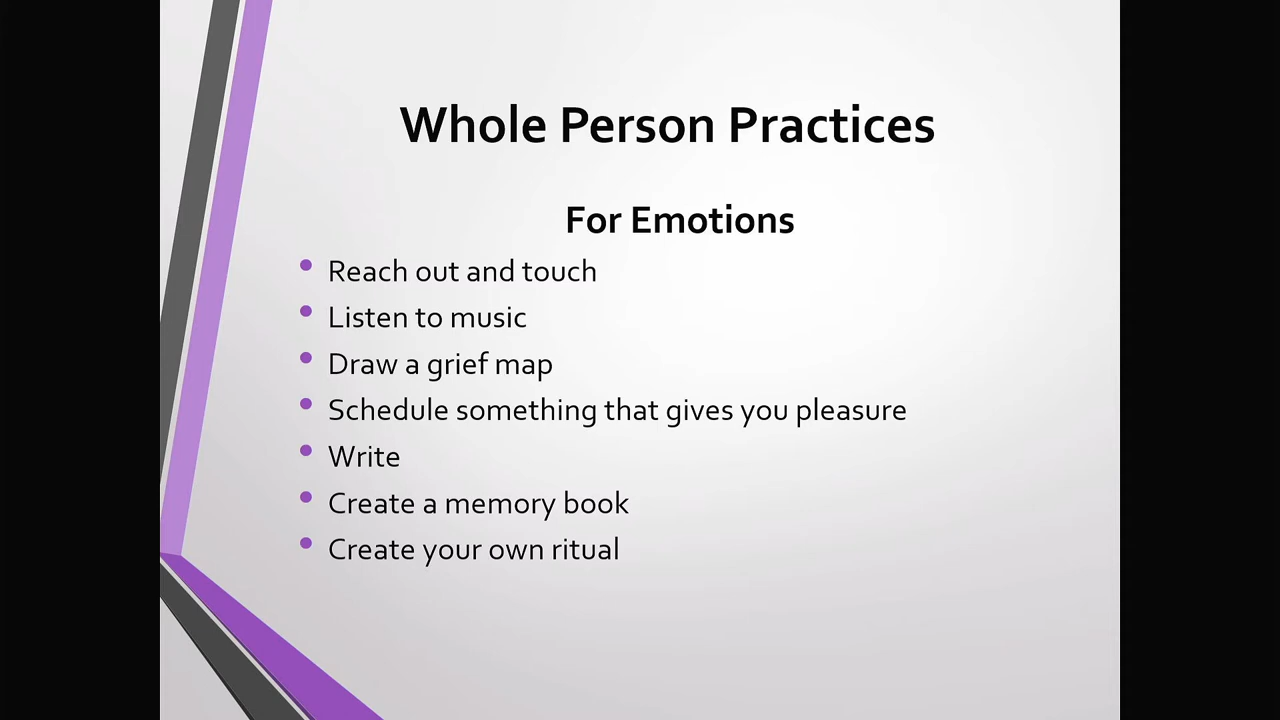 Whole Person Practices
For Emotions
Reach out and touch
Listen to music
Draw a grief map
Schedule something that gives you pleasure
Write
Create a memory book
Create your own ritual